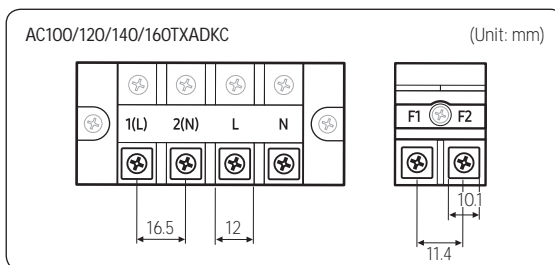 AC100/120/140/160TXADKC (Unit: mm)
1(L) 2(N) L N
F1 F2
16.5 12
10.1
11.4